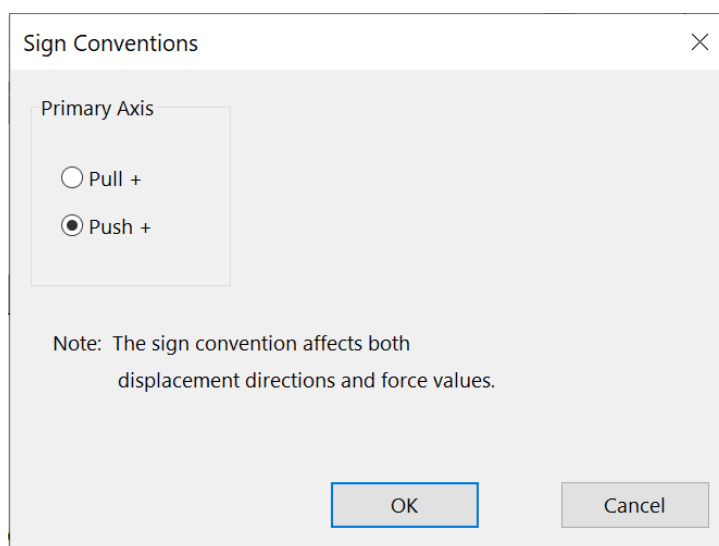 Sign Conventions
Primary Axis
Pull +
Push +
Note: The sign convention affects both
displacement directions and force values.
OK
Cancel